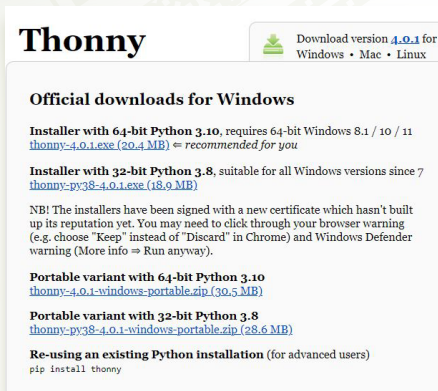 Thonny
Download version 4.0.1 for
Windows • Mac • Linux
Official downloads for Windows
Installer with 64-bit Python 3.10, requires 64-bit Windows 8.1 / 10 / 11
thonny-4.0.1.exe (20.4 MB) ⇐ recommended for you
Installer with 32-bit Python 3.8, suitable for all Windows versions since 7
thonny-py38-4.0.1.exe (18.9 MB)
NB! The installers have been signed with a new certificate which hasn't built
up its reputation yet. You may need to click through your browser warning
(e.g. choose "Keep" instead of "Discard" in Chrome) and Windows Defender
warning (More info ⇒ Run anyway).
Portable variant with 64-bit Python 3.10
thonny-4.0.1-windows-portable.zip (30.5 MB)
Portable variant with 32-bit Python 3.8
thonny-py38-4.0.1-windows-portable.zip (28.6 MB)
Re-using an existing Python installation (for advanced users)
pip install thonny